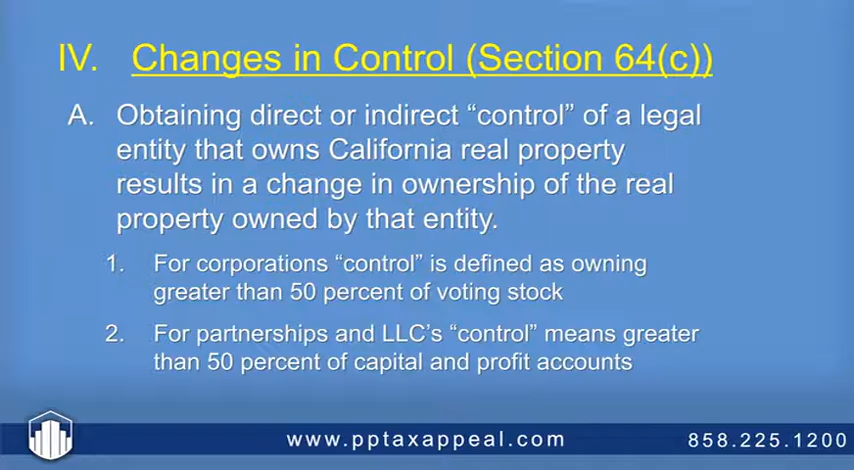 IV. Changes in Control (Section 64(c))
A. Obtaining direct or indirect “control” of a legal
entity that owns California real property
results in a change in ownership of the real
property owned by that entity.
1. For corporations “control” is defined as owning
greater than 50 percent of voting stock
2. For partnerships and LLC’s “control” means greater
than 50 percent of capital and profit accounts
www.pptaxappeal.com 858.225.1200